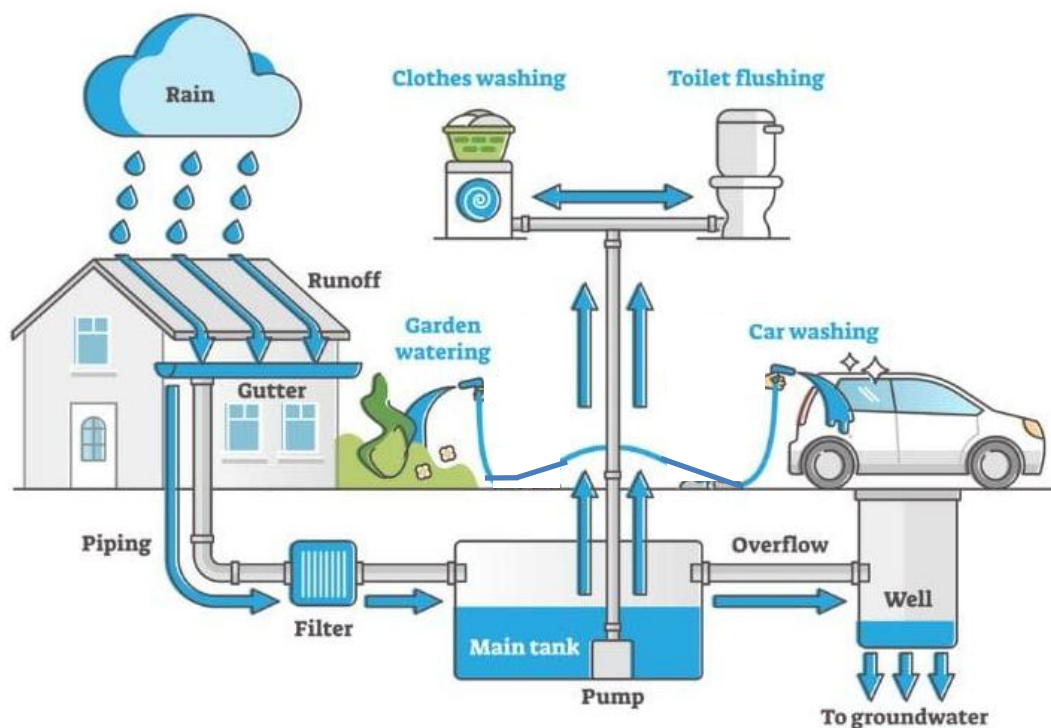 Rain
Clothes washing
Toilet flushing
Runoff
Garden
watering
Car washing
Gutter
Piping
Overflow
Filter
Well
Main tank
Pump
To groundwater